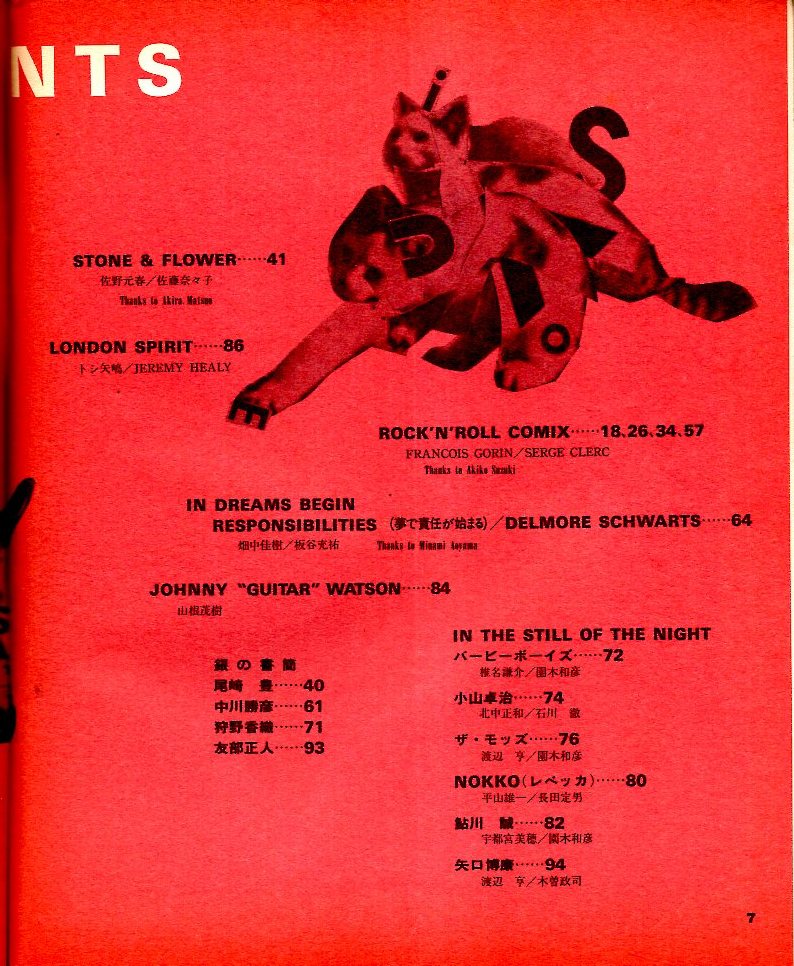 NTS
i
S
E
STONE & FLOWER……41
佐野元春／佐藤奈々子
Thanks to Akira Matsuo
LONDON SPIRIT……86
トシ矢嶋／JEREMY HEALY
ROCK'N'ROLL COMIX……18、26、34、57
FRANCOIS GORIN／SERGE CLERC
Thanks to Akiko Suzuki
IN DREAMS BEGIN
RESPONSIBILITIES（夢で責任が始まる）／DELMORE SCHWARTS……64
畑中佳樹／板谷充祐 Thanks to Minami Aoyama
JOHNNY "GUITAR" WATSON……84
山根茂樹
銀の書簡
尾崎 豊……40
中川勝彦……61
狩野香織……71
友部正人……93
IN THE STILL OF THE NIGHT
バービーボーイズ……72
椎名謙介／園木和彦
小山卓治……74
北中正和／石川 徹
ザ・モッズ……76
渡辺 亨／園木和彦
NOKKO（レベッカ）……80
平山雄一／長田定男
鮎川 誠……82
宇都宮美穂／園木和彦
矢口博康……94
渡辺 亨／木曽政司
7